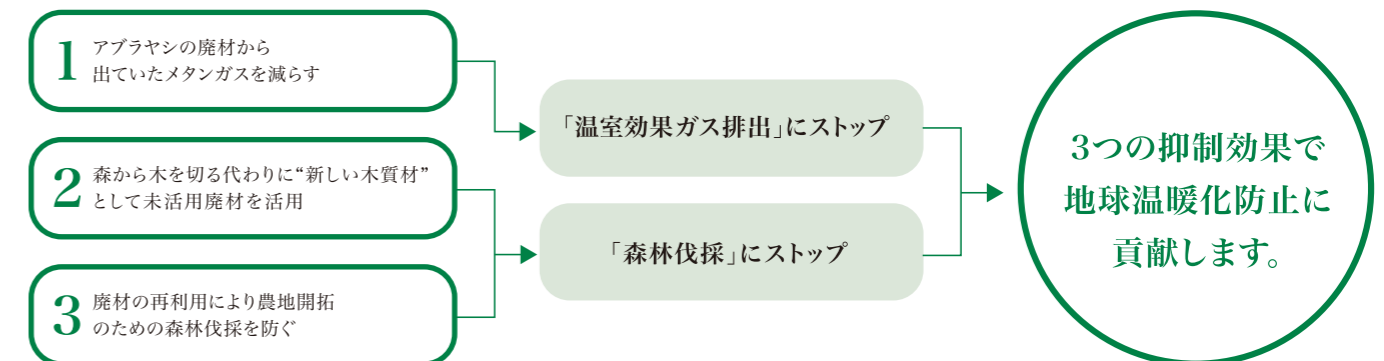 1
アブラヤシの廃材から
出ていたメタンガスを減らす
2
森から木を切る代わりに“新しい木質材”
として未活用廃材を活用
3
廃材の再利用により農地開拓
のための森林伐採を防ぐ
「温室効果ガス排出」にストップ
「森林伐採」にストップ
3つの抑制効果で
地球温暖化防止に
貢献します。